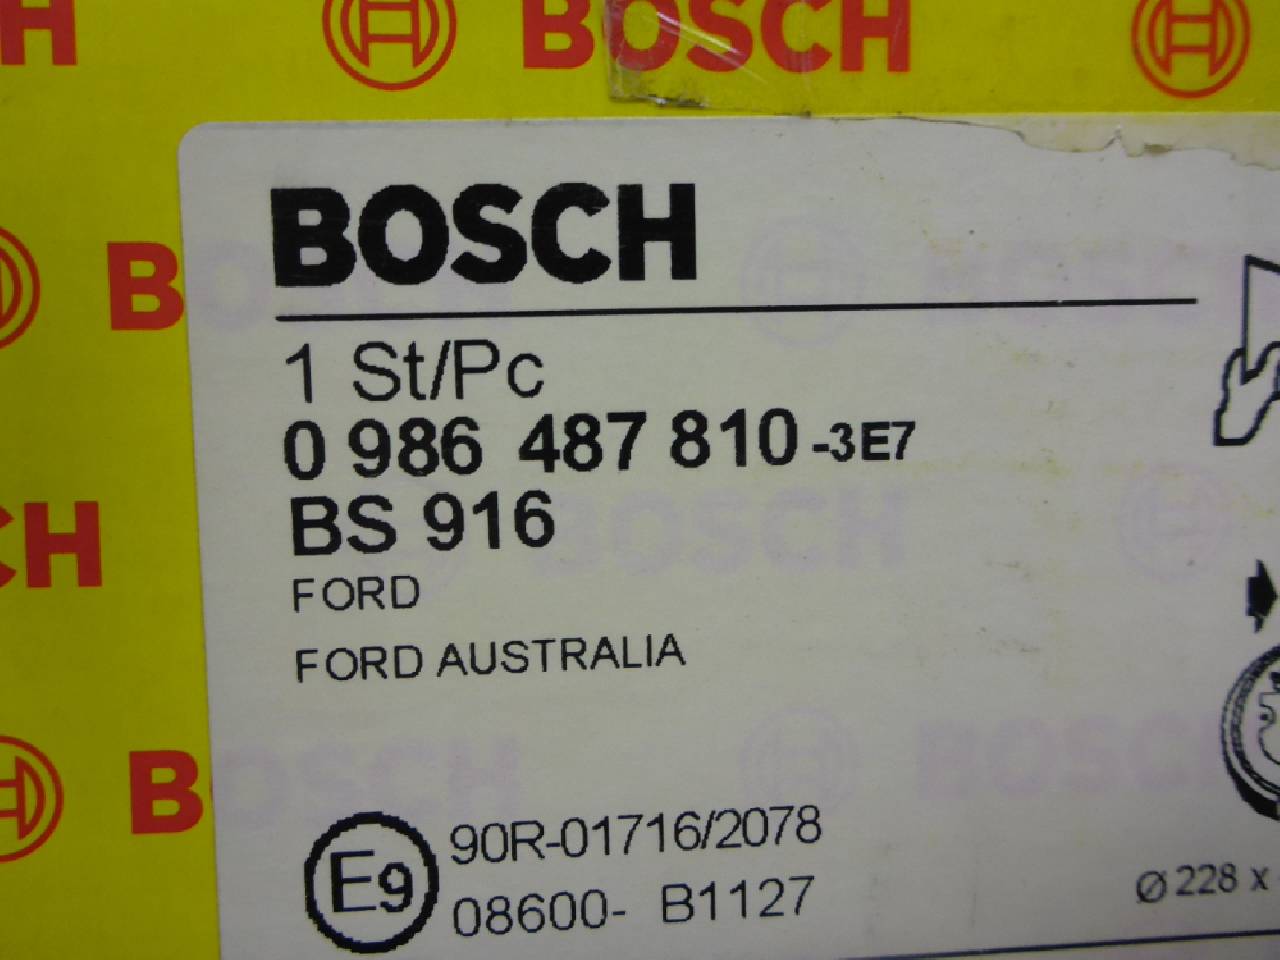 H BOSCH
BOSCH
B
1 St/Pc
0 986 487 810-3E7
BS 916
CH
FORD
FORD AUSTRALIA
B
E9 90R-01716/2078
08600- B1127
Ø 228 x